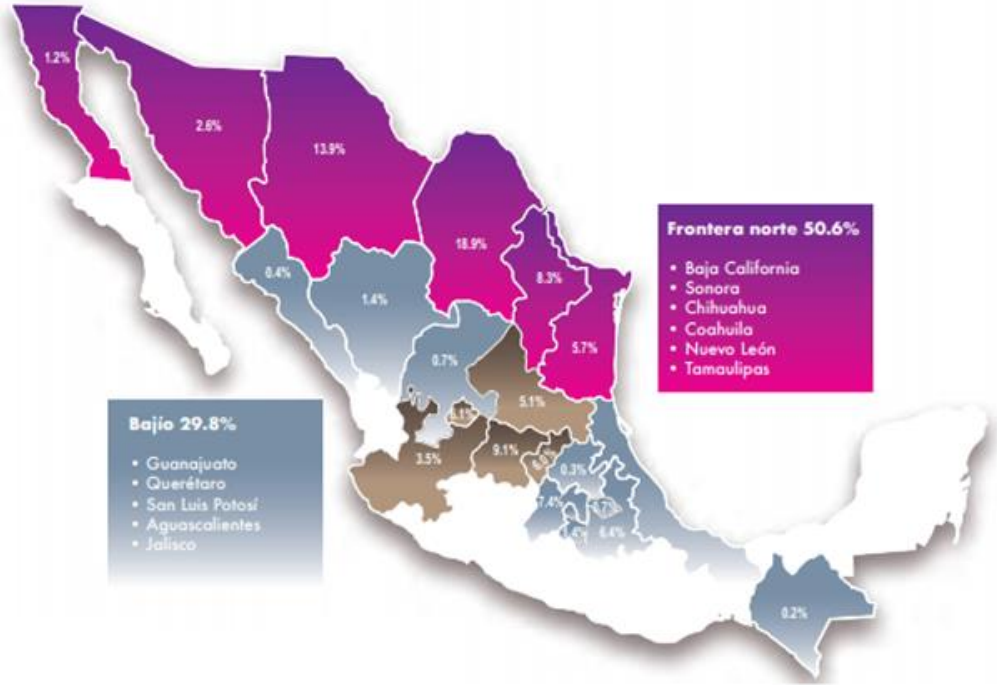 1.2%
2.6%
13.9%
18.9%
8.3%
5.7%
0.4%
1.4%
0.7%
5.1%
3.5%
9.1%
0.3%
7.4%
6.4%
0.2%
Frontera norte 50.6%
• Baja California
• Sonora
• Chihuahua
• Coahuila
• Nuevo León
• Tamaulipas
Bajío 29.8%
• Guanajuato
• Querétaro
• San Luis Potosí
• Aguascalientes
• Jalisco